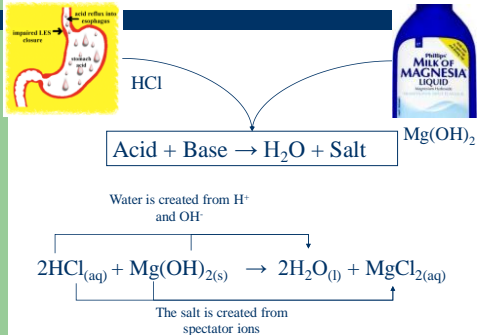 acid reflux into
esophagus
impaired LES
closure
stomach
acid
HCl
Phillips'
MILK OF
MAGNESIA
LIQUID
Mg(OH)₂
Acid + Base → H₂O + Salt
Water is created from H⁺
and OH⁻
2HCl(aq) + Mg(OH)₂(s) → 2H₂O(l) + MgCl₂(aq)
The salt is created from
spectator ions